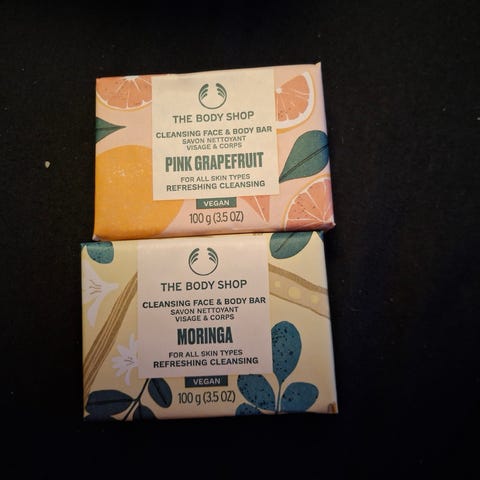 THE BODY SHOP
CLEANSING FACE & BODY BAR
SAVON NETTOYANT
VISAGE & CORPS
PINK GRAPEFRUIT
FOR ALL SKIN TYPES
REFRESHING CLEANSING
VEGAN
100 g (3.5 OZ)
THE BODY SHOP
CLEANSING FACE & BODY BAR
SAVON NETTOYANT
VISAGE & CORPS
MORINGA
FOR ALL SKIN TYPES
REFRESHING CLEANSING
VEGAN
100 g (3.5 OZ)